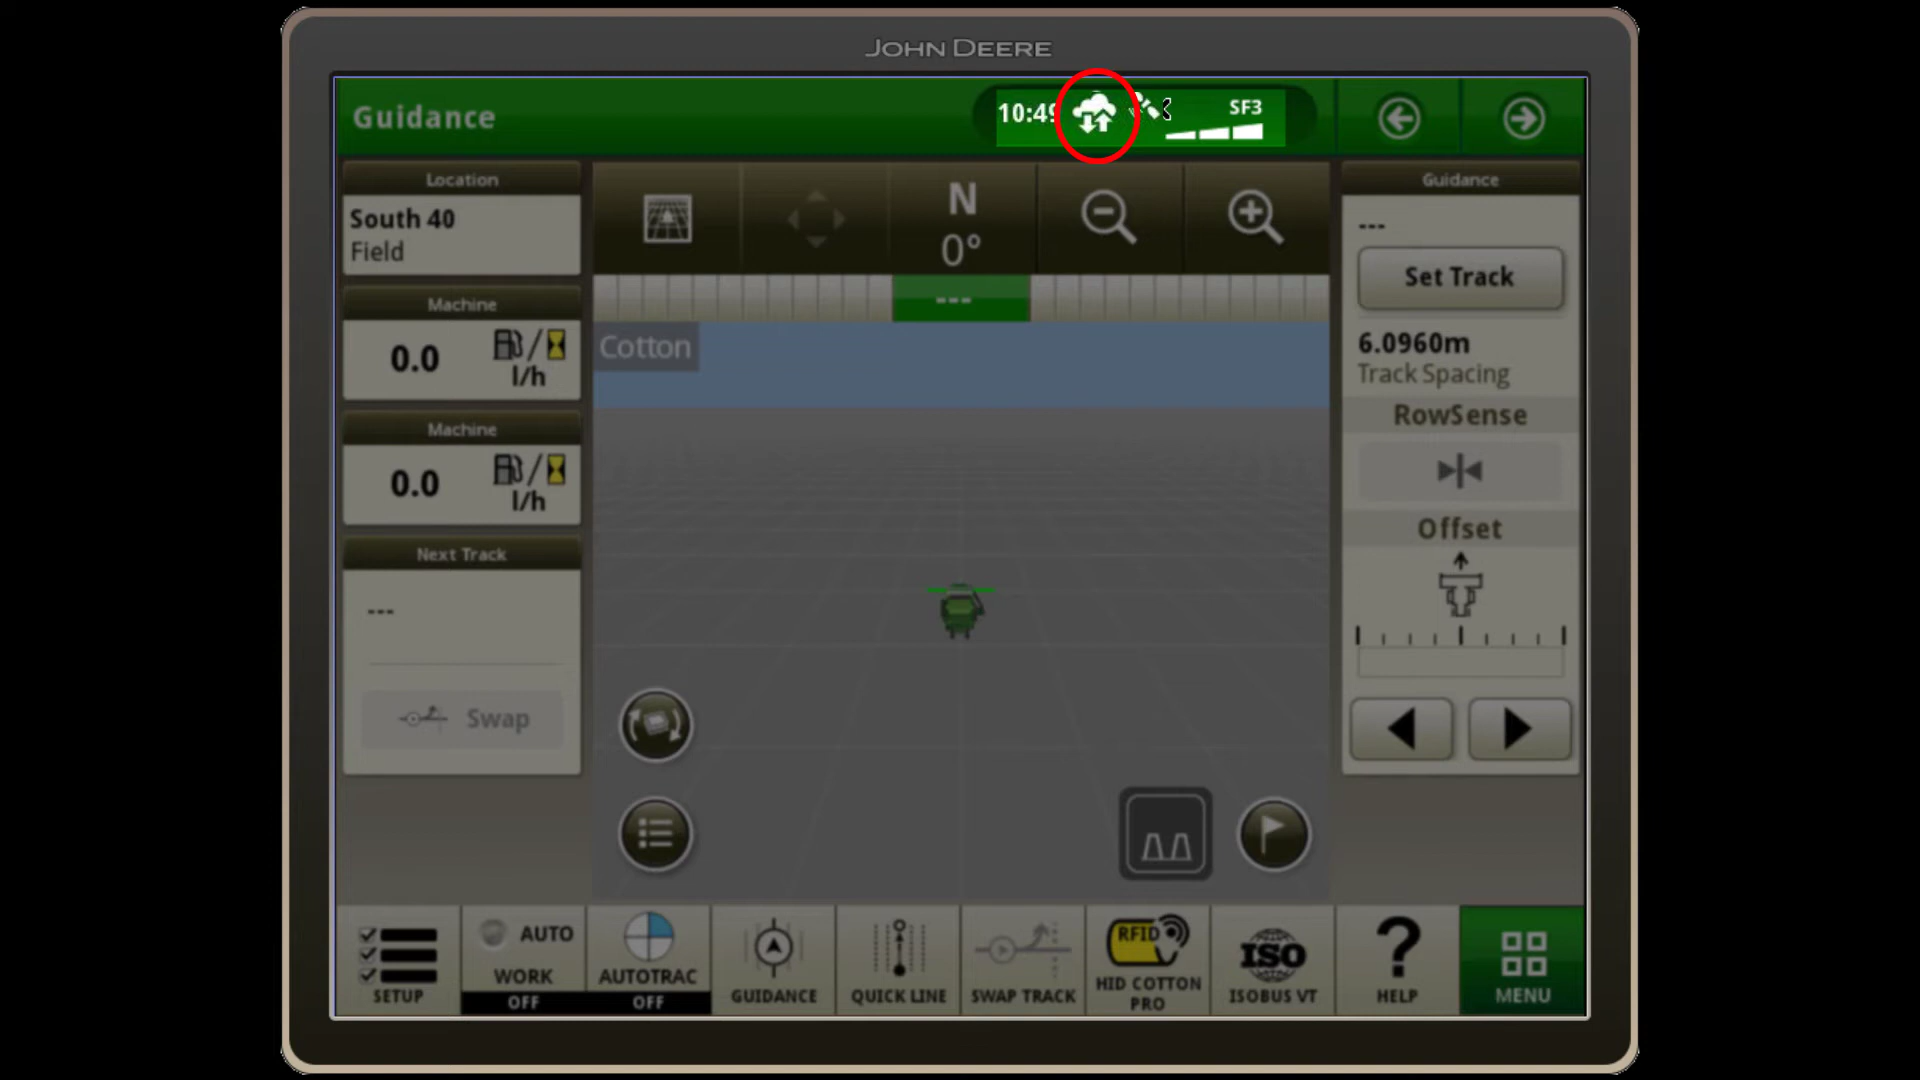 JOHN DEERE
Guidance
10:49
SF3
Location
South 40
Field
Machine
0.0
l/h
Machine
0.0
l/h
Next Track
---
Swap
N
0°
---
Cotton
Guidance
---
Set Track
6.0960m
Track Spacing
RowSense
Offset
SETUP
AUTO
WORK
OFF
AUTOTRAC
OFF
GUIDANCE
QUICK LINE
SWAP TRACK
RFID
HID COTTON
PRO
ISO
ISOBUS VT
?
HELP
MENU